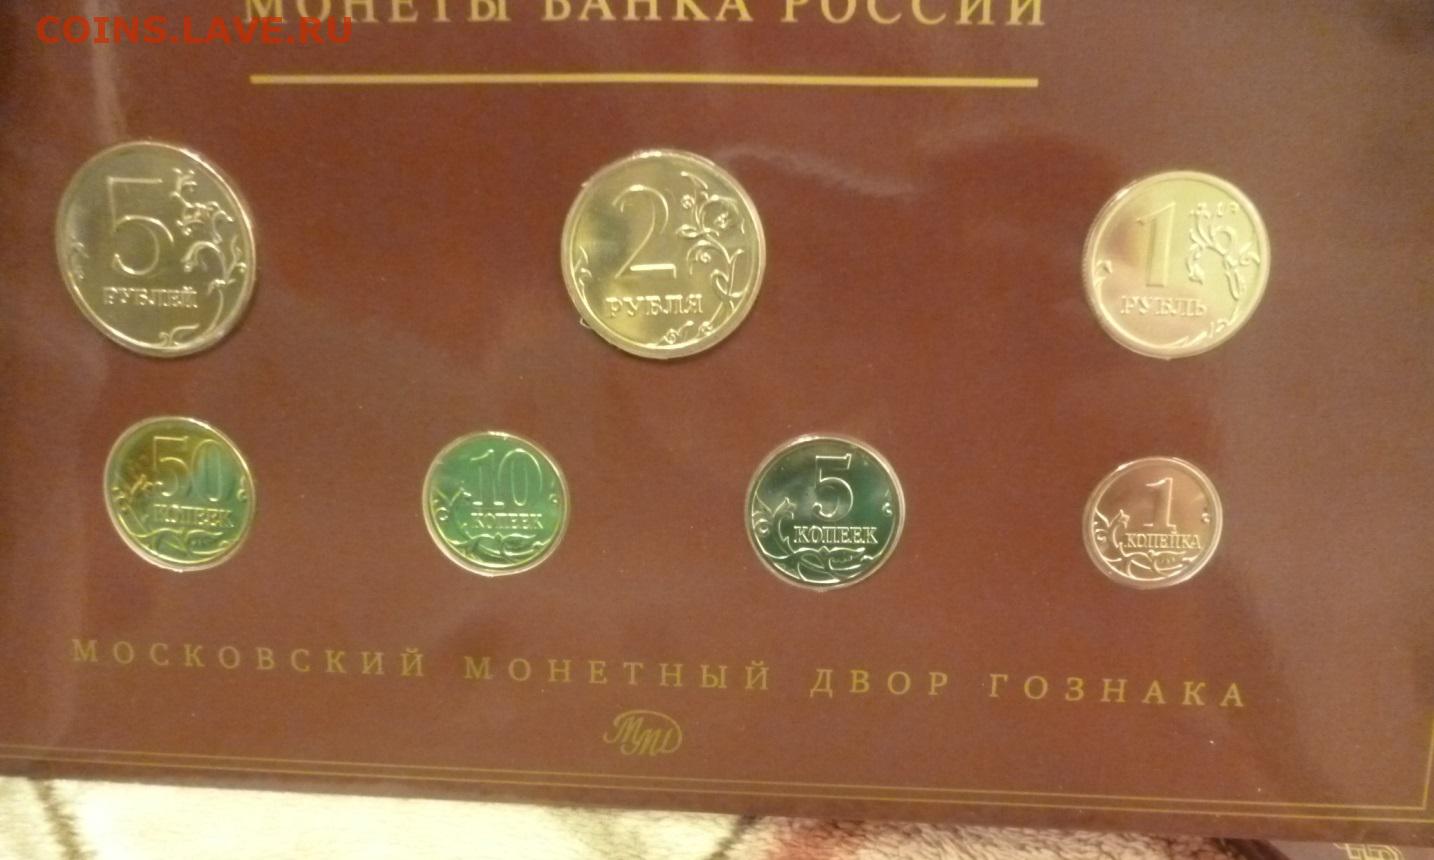 МОНЕТЫ БАНКА РОССИИ
COINS.LAVE.RU
5 РУБЛЕЙ
2 РУБЛЯ
1 РУБЛЬ
50 КОПЕЕК
10 КОПЕЕК
5 КОПЕЕК
1 КОПЕЙКА
МОСКОВСКИЙ МОНЕТНЫЙ ДВОР ГОЗНАКА
ММД